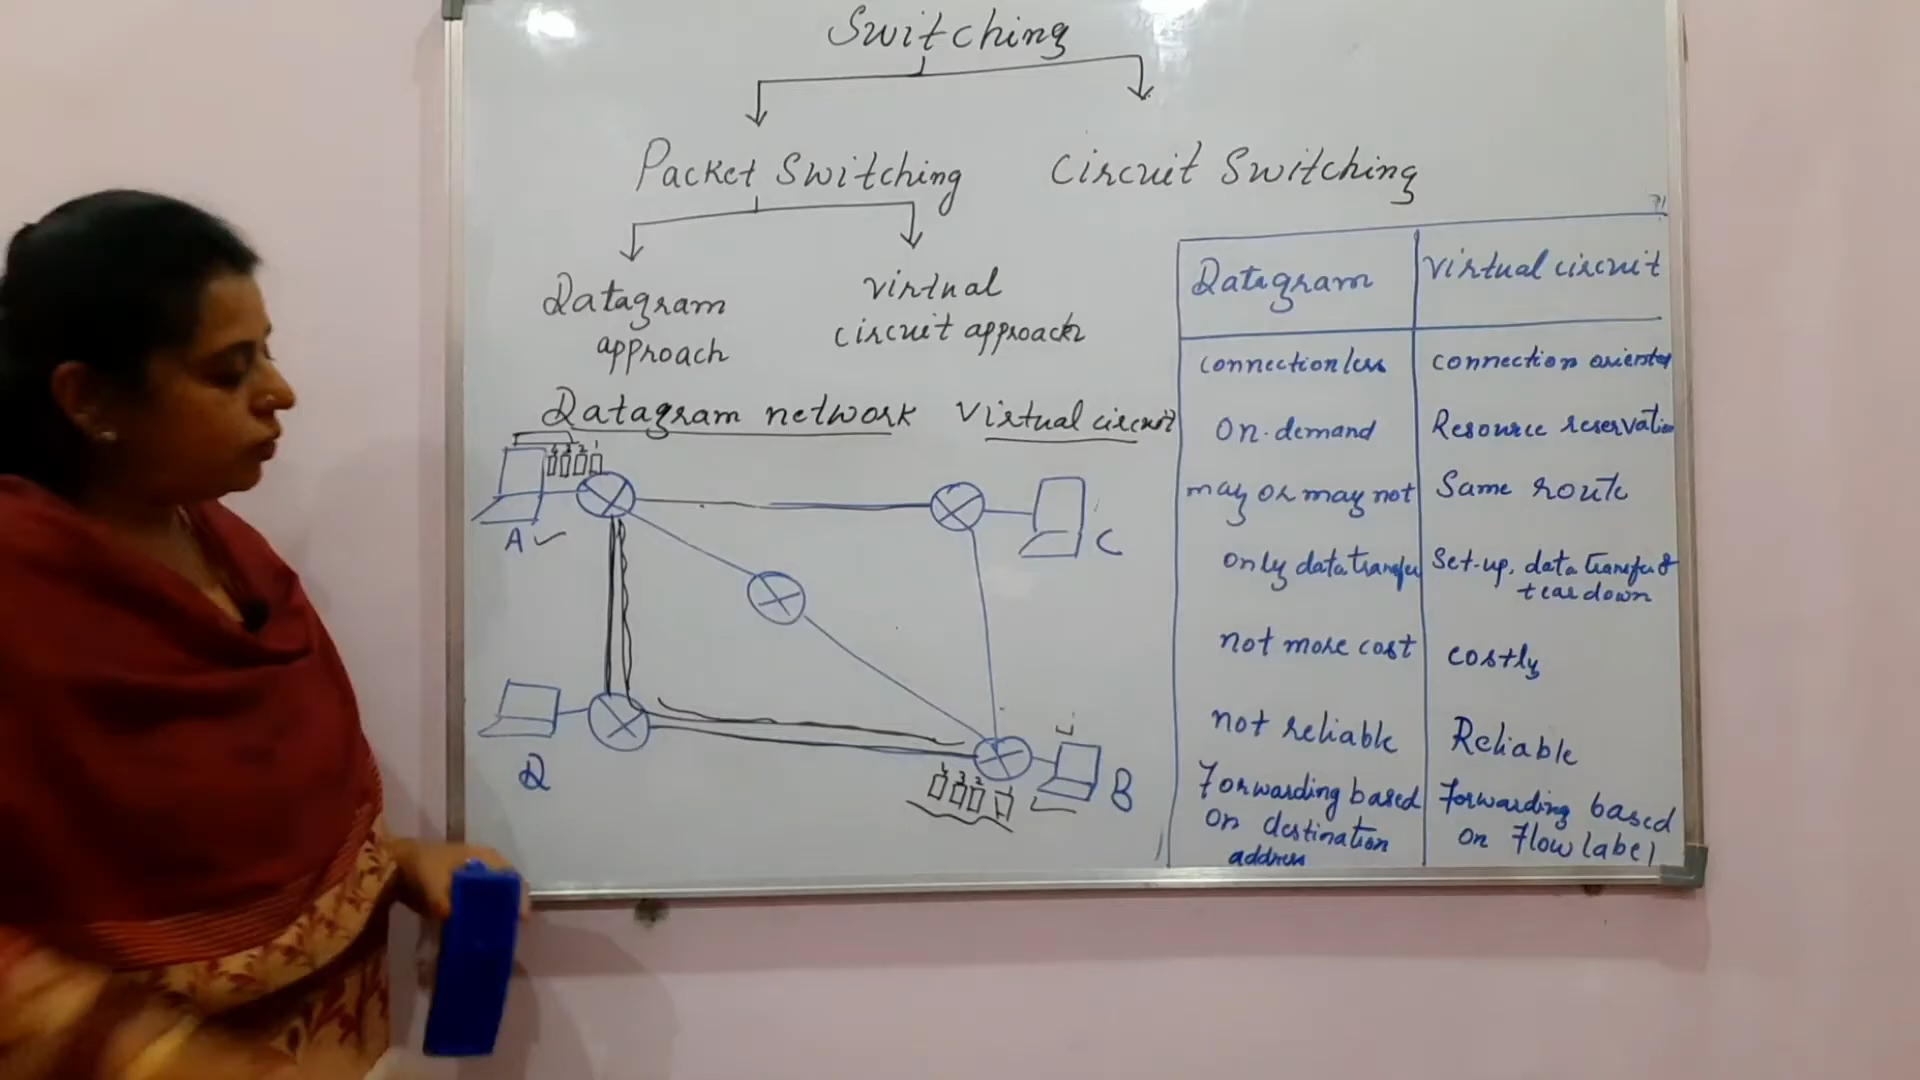 Switching
Packet Switching
Circuit Switching
Datagram
approach
virtual
circuit approach
Datagram network
Virtual circuit
A
C
D
B
Datagram
Virtual circuit
connectionless
connection oriented
On-demand
Resource reservation
may or may not
Same route
only data transfer
Set-up, data transfer &
teardown
not more cost
costly
not reliable
Reliable
Forwarding based
on destination
address
Forwarding based
on Flow label